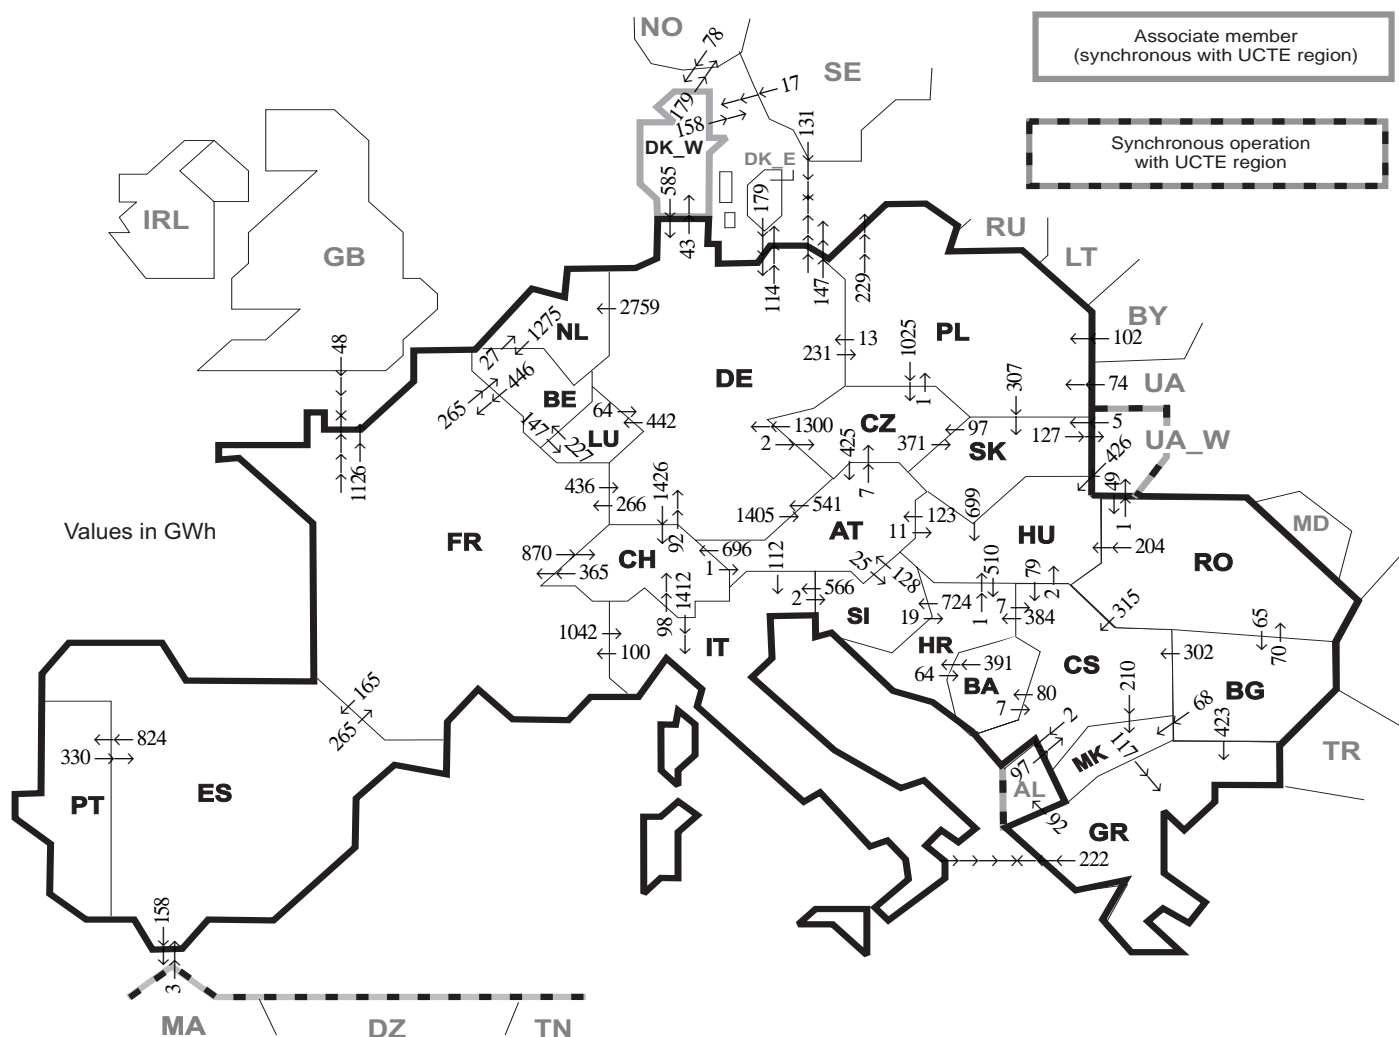 NO
78
SE
Associate member
(synchronous with UCTE region)
17
179
158
131
DK_W
DK_E
Synchronous operation
with UCTE region
585
179
IRL
GB
43
114
147
229
RU
LT
BY
2759
NL
1275
27
48
PL
102
13
231
1025
DE
446
265
BE
64
442
1
307
74
UA
147
227
LU
1300
2
CZ
425
97
371
SK
5
127
UA_W
426
1126
1426
436
266
7
49
1
MD
Values in GWh
FR
541
1405
AT
123
11
699
HU
204
RO
870
365
CH
92
696
1
112
25
128
510
79
2
1412
98
566
2
SI
724
19
1
7
384
315
65
70
1042
100
IT
HR
391
64
BA
CS
302
80
7
210
BG
68
423
165
265
2
97
MK
117
TR
824
330
PT
ES
AL
92
GR
222
158
3
MA
DZ
TN